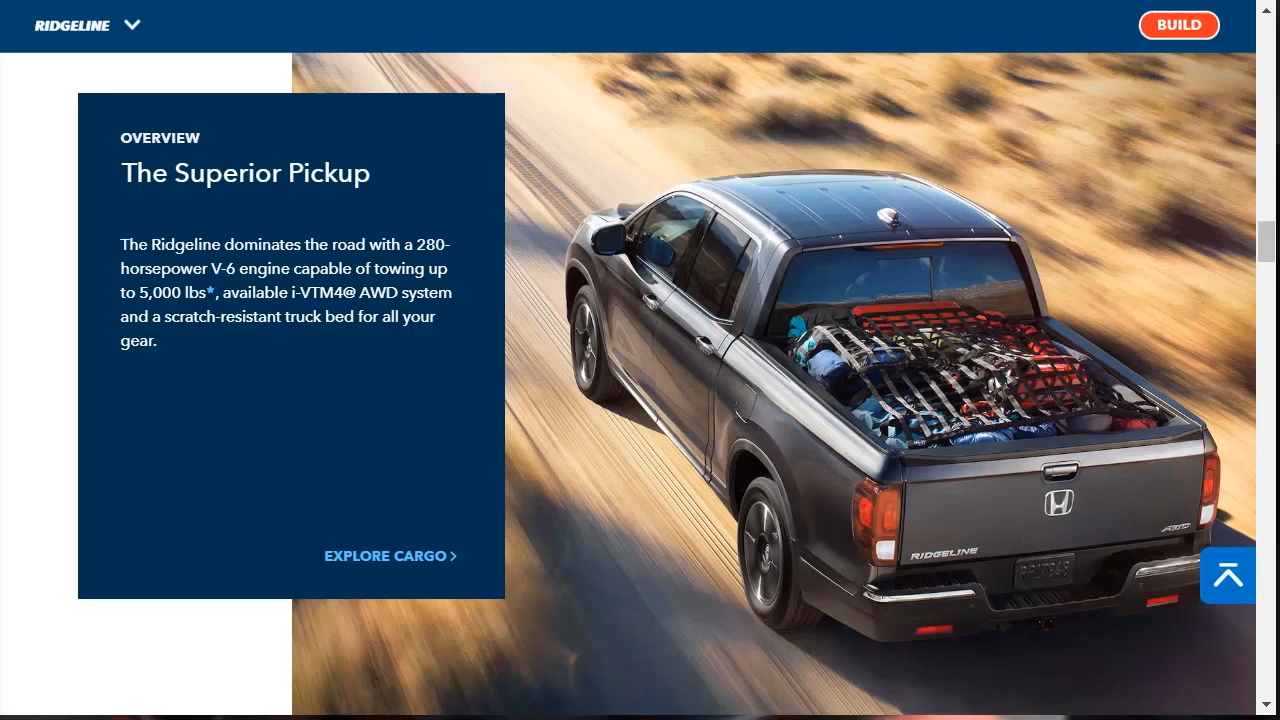 RIDGELINE
BUILD
OVERVIEW
The Superior Pickup
The Ridgeline dominates the road with a 280-
horsepower V-6 engine capable of towing up
to 5,000 lbs*, available i-VTM4@ AWD system
and a scratch-resistant truck bed for all your
gear.
EXPLORE CARGO >
AWD
RIDGELINE